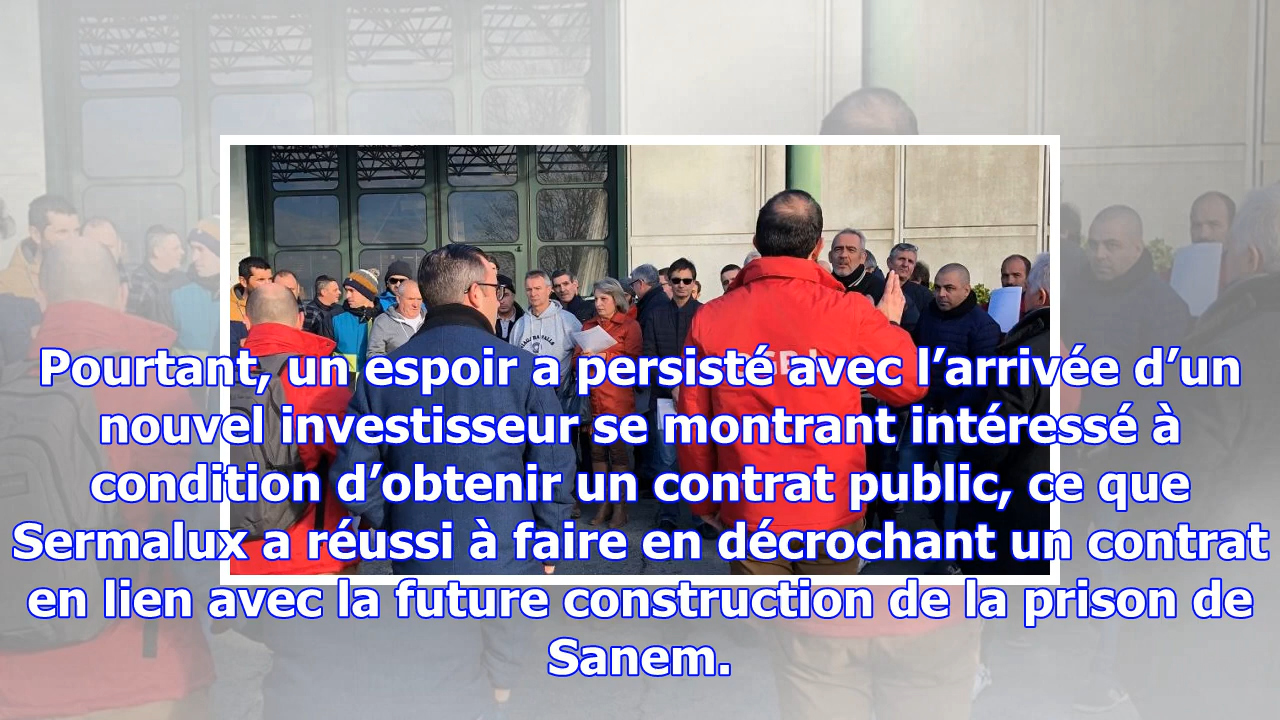 Pourtant, un espoir a persisté avec l’arrivée d’un
nouvel investisseur se montrant intéressé à
condition d’obtenir un contrat public, ce que
Sermalux a réussi à faire en décrochant un contrat
en lien avec la future construction de la prison de
Sanem.